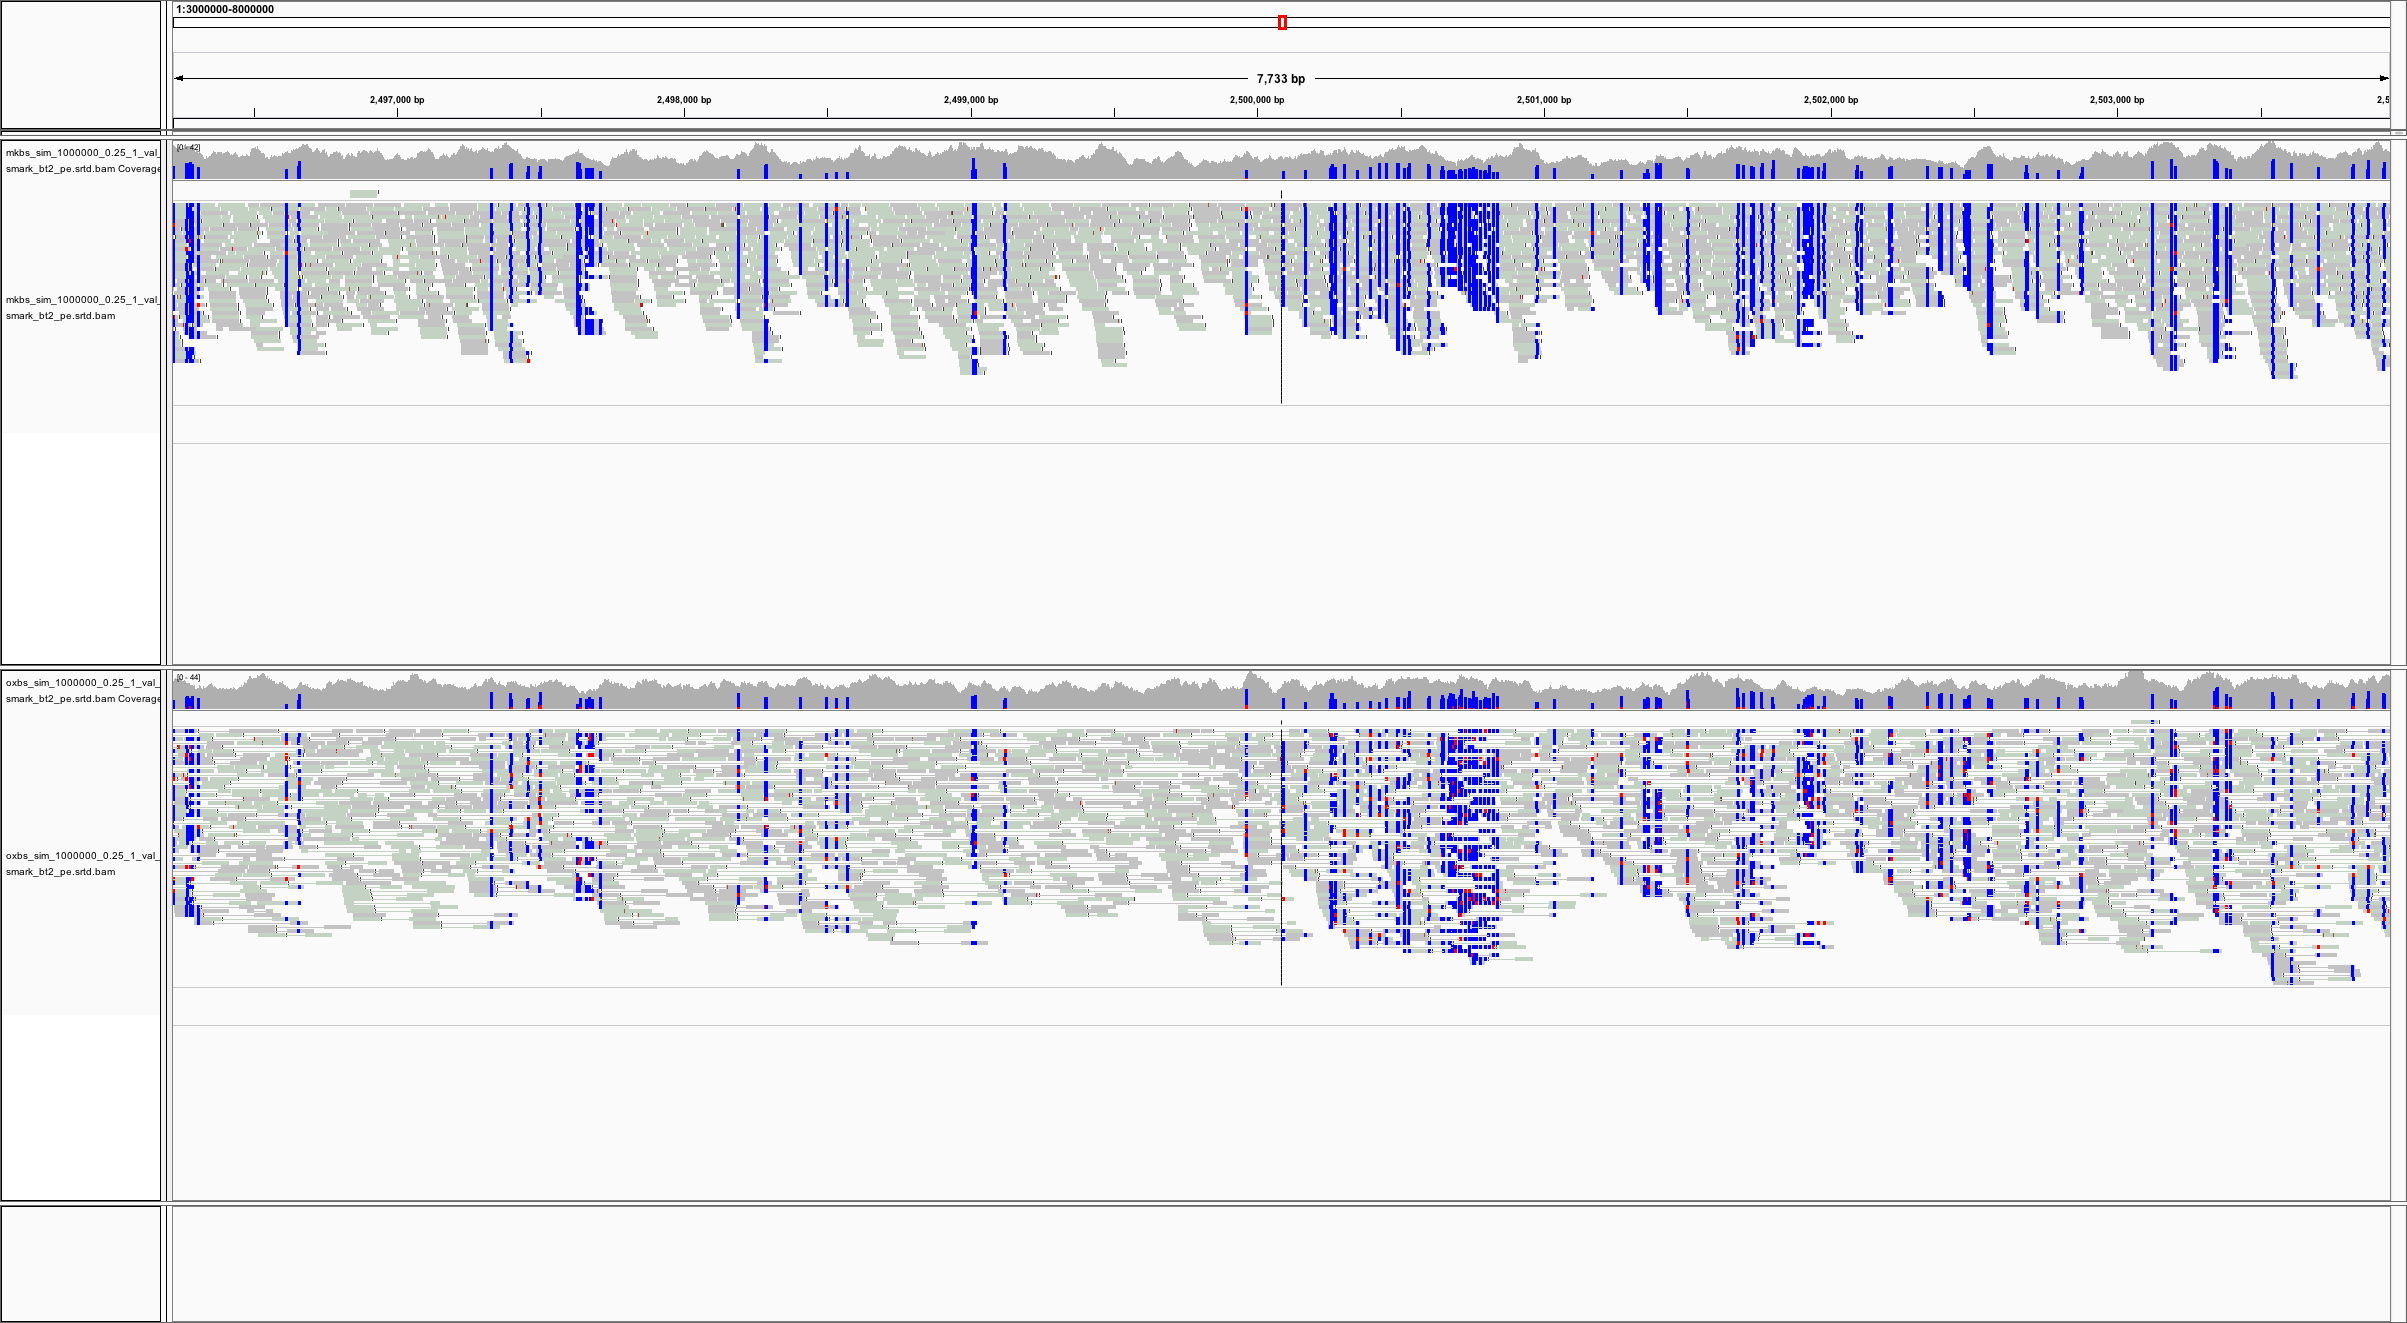 1:3000000-8000000
7,733 bp
2,497,000 bp
2,498,000 bp
2,499,000 bp
2,500,000 bp
2,501,000 bp
2,502,000 bp
2,503,000 bp
2,5
mkbs_sim_1000000_0.25_1_val_
smark_bt2_pe.srtd.bam Coverage
[0 - 42]
mkbs_sim_1000000_0.25_1_val_
smark_bt2_pe.srtd.bam
oxbs_sim_1000000_0.25_1_val_
smark_bt2_pe.srtd.bam Coverage
[0 - 44]
oxbs_sim_1000000_0.25_1_val_
smark_bt2_pe.srtd.bam